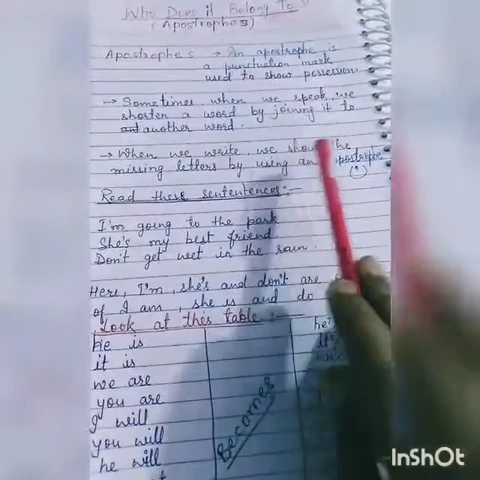 Who Does it Belong To
(Apostrophes)
Apostrophes → An apostrophe is
a punctuation mark
used to show possession.
→ Sometimes when we speak we
shorten a word by joining it to
another word.
→ When we write we show the
missing letters by using an apostrophe
(')
Read these sentetences:-
I'm going to the park
She's my best friend
Don't get wet in the rain.
Here, I'm, she's and don't are
of I am, she is and do
Look at this table:-
he is
it is
we are
you are
I will
you will
he will
Becomes
he'
it'
InShOt